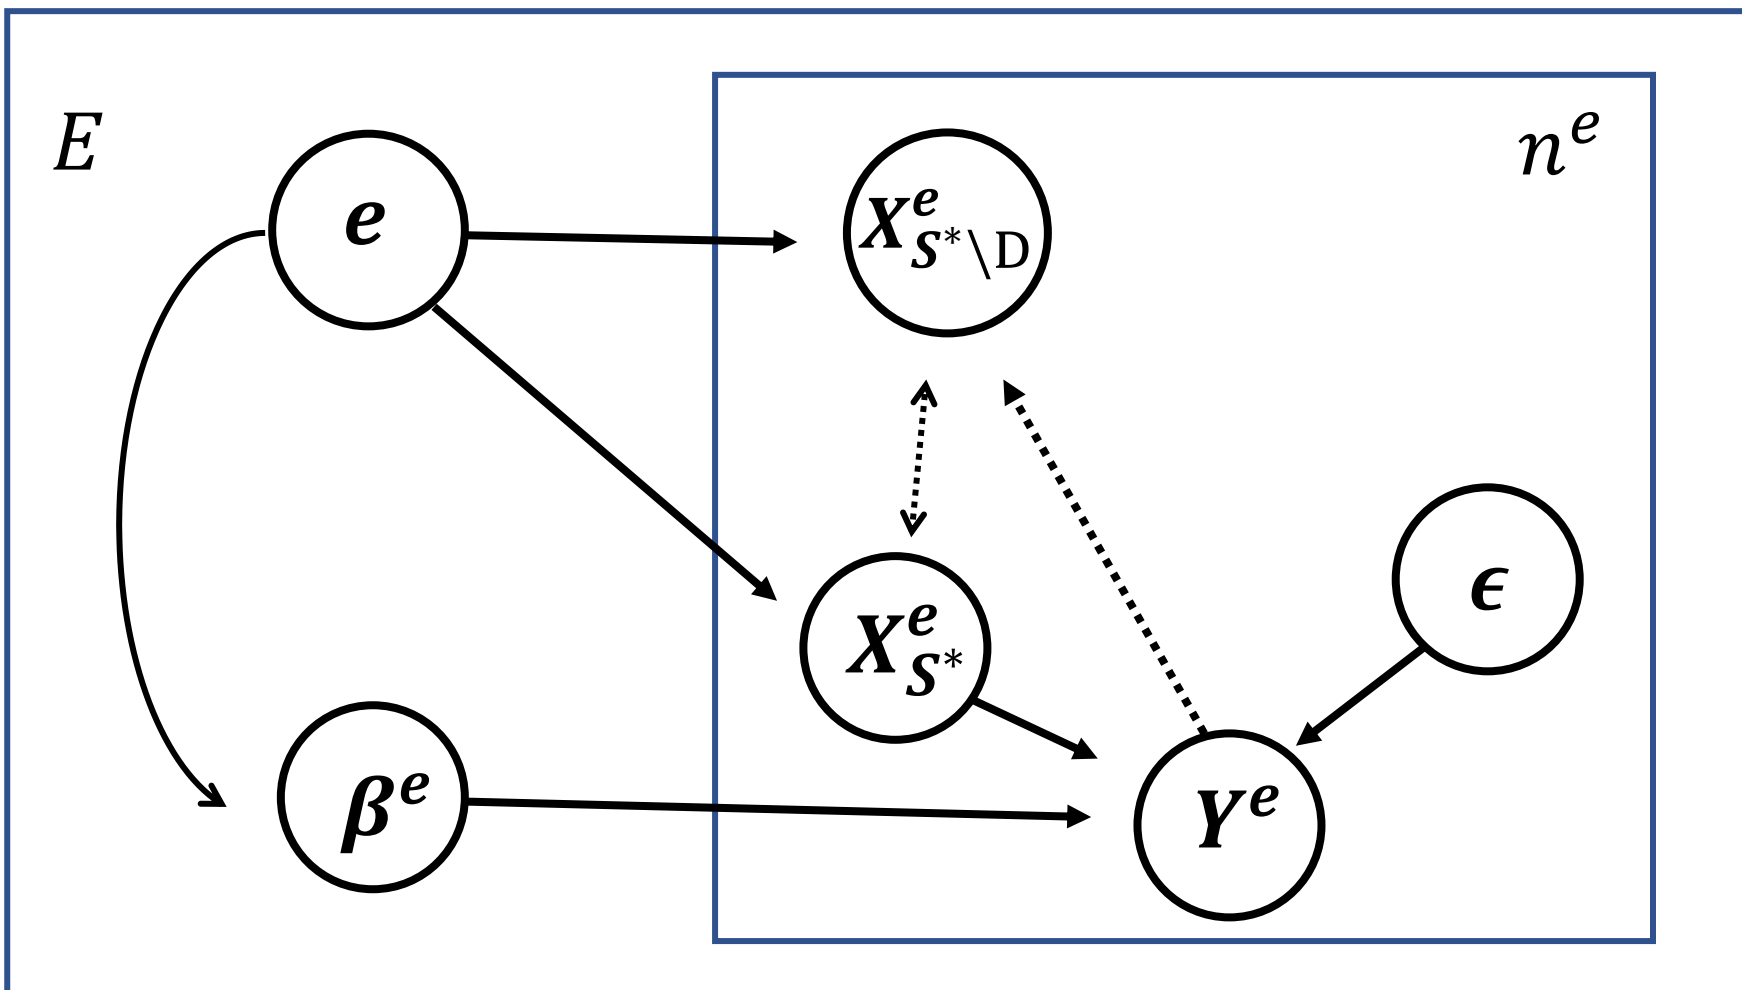 E
e
X^e_{S*\D}
n^e
X^e_{S*}
ϵ
β^e
Y^e